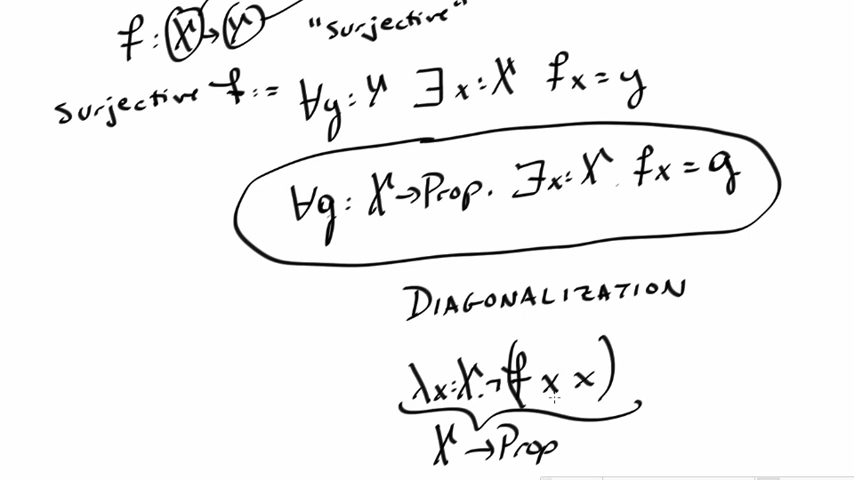 f : X → Y "Surjective"
Surjective f := ∀y : Y ∃x : X fx = y
∀g : X → Prop. ∃x : X fx = g
DIAGONALIZATION
λx:X. ¬(f x x)
X → Prop